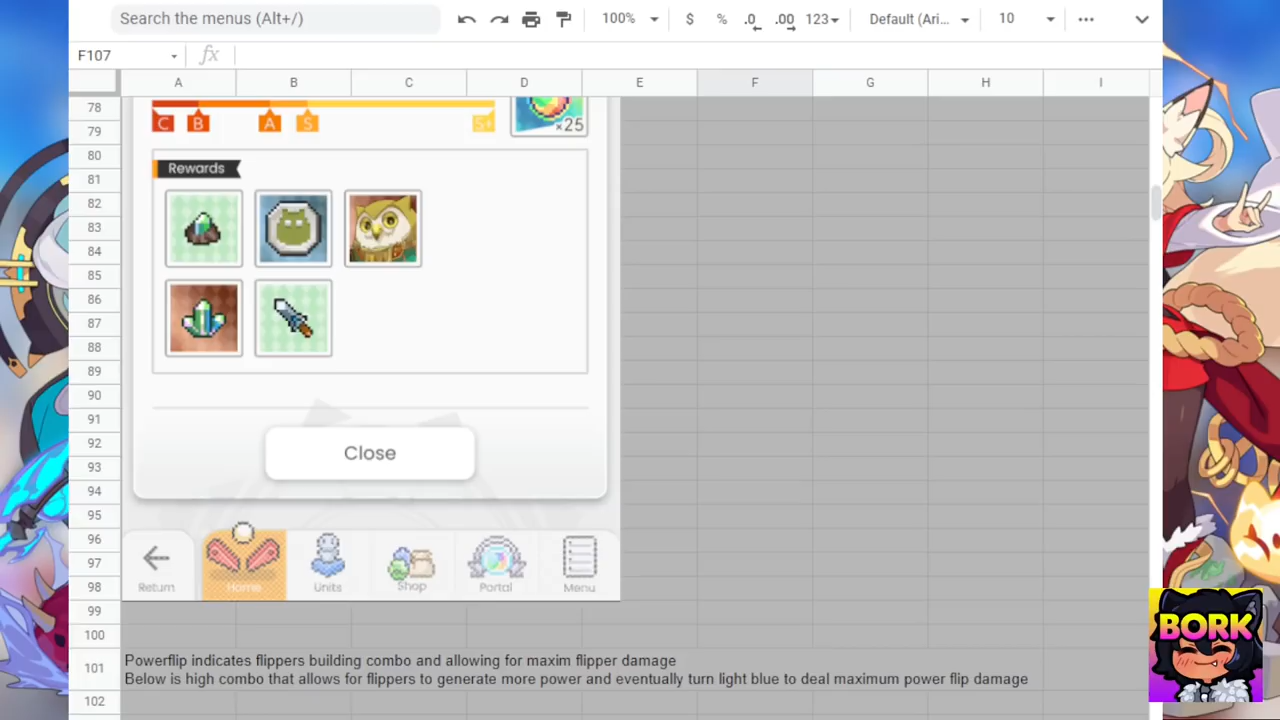 Search the menus (Alt+/)
100%
$ % .0 .00 123
Default (Ari...
10
F107
fx
A B C D E F G H I
78
79
80
81
82
83
84
85
86
87
88
89
90
91
92
93
94
95
96
97
98
99
100
101
102
C B A S S+
×25
Rewards
Close
Return Home Units Shop Portal Menu
Powerflip indicates flippers building combo and allowing for maxim flipper damage
Below is high combo that allows for flippers to generate more power and eventually turn light blue to deal maximum power flip damage
BORK